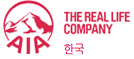 AIA
THE REAL LIFE
COMPANY
한국